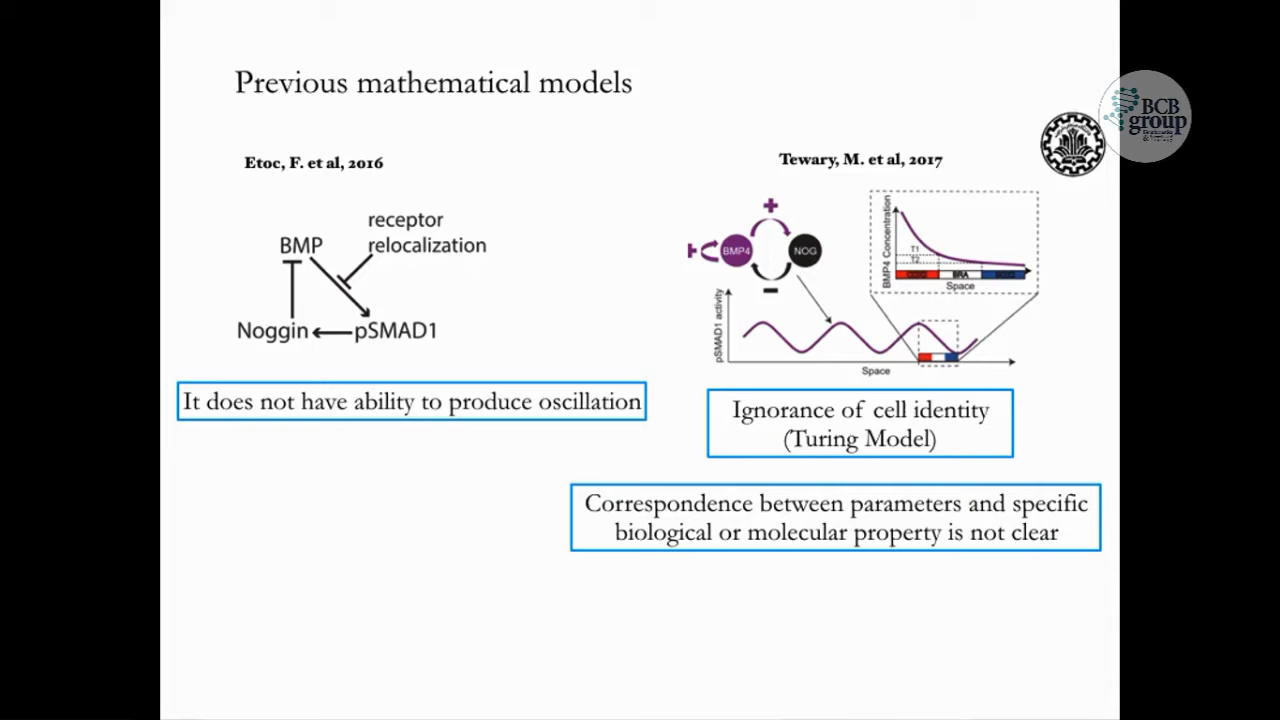 Previous mathematical models
BCB
group
Etoc, F. et al, 2016
BMP
receptor
relocalization
Noggin
pSMAD1
It does not have ability to produce oscillation
Tewary, M. et al, 2017
+
BMP4
NOG
−
BMP4 Concentration
T1
T2
BRA
Space
pSMAD1 activity
Space
Ignorance of cell identity
(Turing Model)
Correspondence between parameters and specific
biological or molecular property is not clear